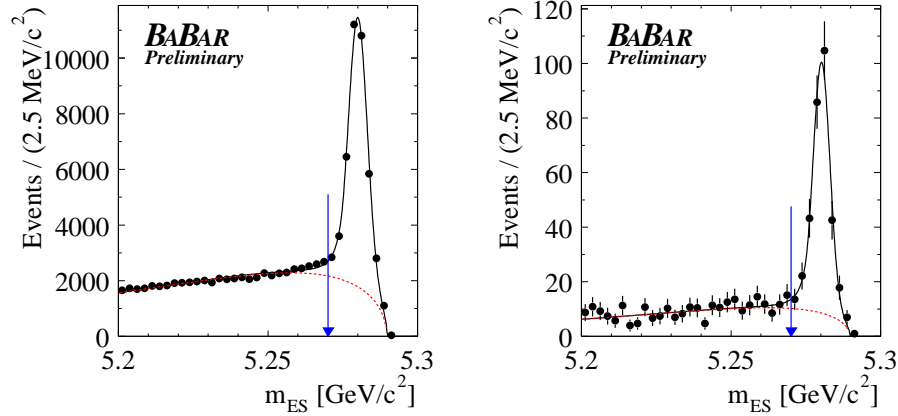 BABAR
Preliminary
Events / (2.5 MeV/c²)
10000
8000
6000
4000
2000
0
5.2
5.25
5.3
m_ES [GeV/c²]
BABAR
Preliminary
Events / (2.5 MeV/c²)
120
100
80
60
40
20
0
5.2
5.25
5.3
m_ES [GeV/c²]